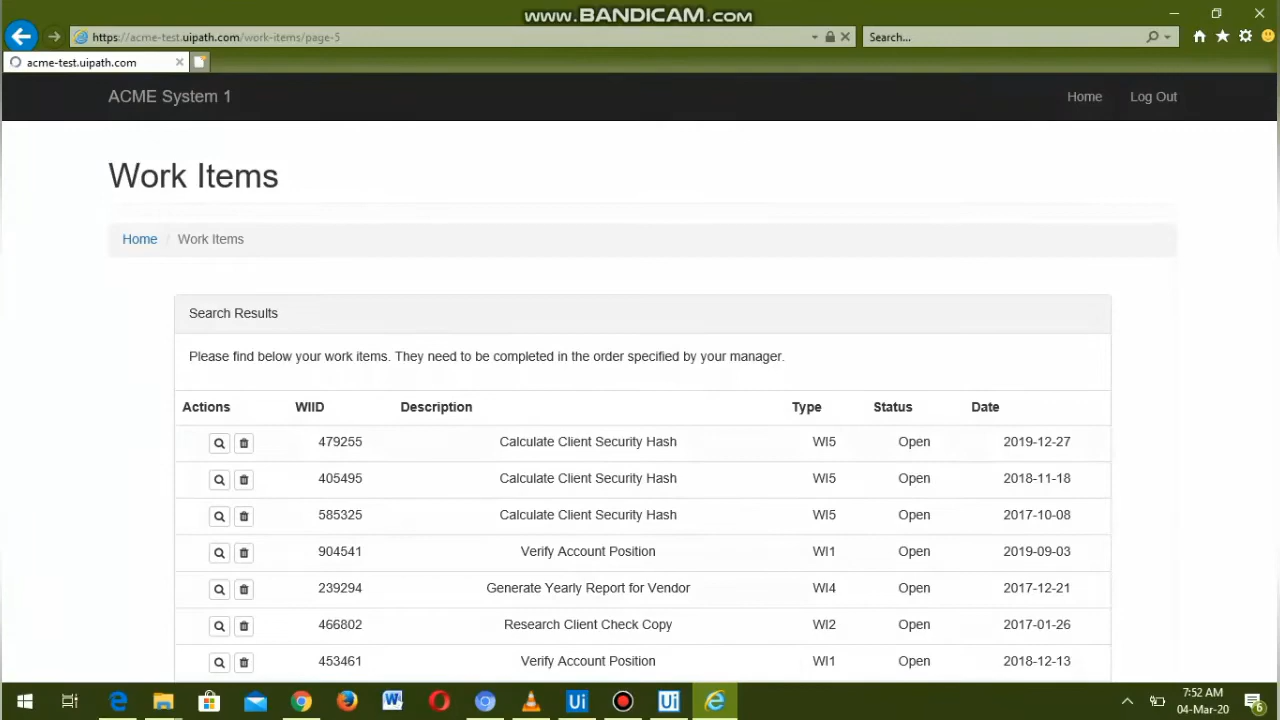 www.BANDICAM.com
https://acme-test.uipath.com/work-items/page-5
Search...
acme-test.uipath.com
ACME System 1
Home
Log Out
Work Items
Home / Work Items
Search Results
Please find below your work items. They need to be completed in the order specified by your manager.
Actions WIID Description Type Status Date
479255 Calculate Client Security Hash WI5 Open 2019-12-27
405495 Calculate Client Security Hash WI5 Open 2018-11-18
585325 Calculate Client Security Hash WI5 Open 2017-10-08
904541 Verify Account Position WI1 Open 2019-09-03
239294 Generate Yearly Report for Vendor WI4 Open 2017-12-21
466802 Research Client Check Copy WI2 Open 2017-01-26
453461 Verify Account Position WI1 Open 2018-12-13
Ui
Ui
7:52 AM
04-Mar-20
6